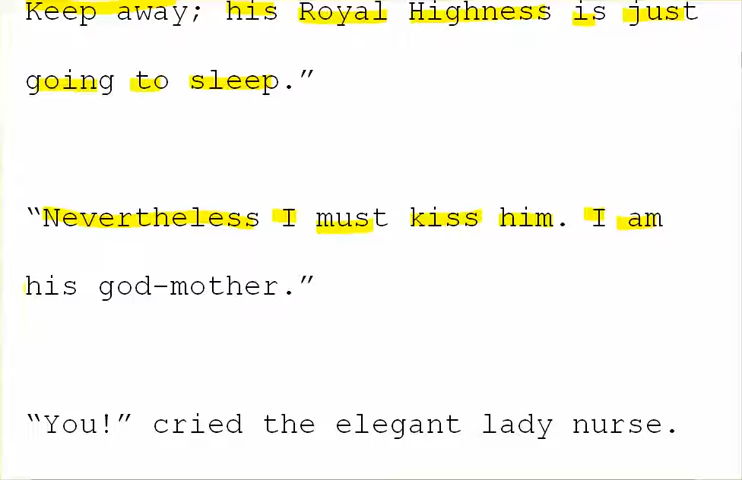 Keep away; his Royal Highness is just
going to sleep.”
“Nevertheless I must kiss him. I am
his god-mother.”
“You!” cried the elegant lady nurse.